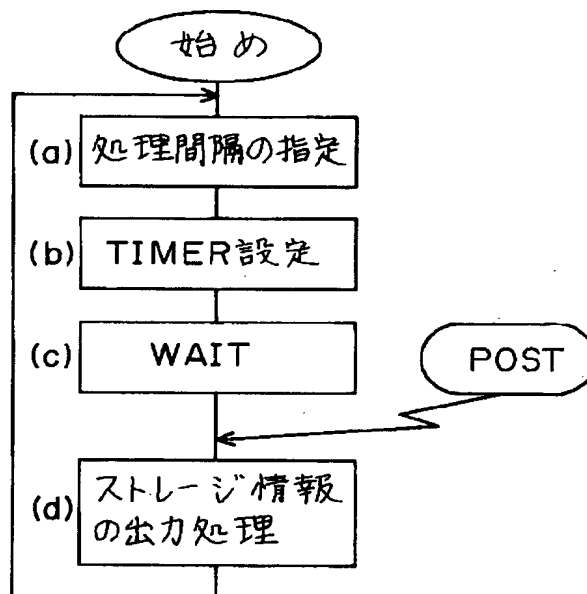 始め
(a) 処理間隔の指定
(b) TIMER設定
(c) WAIT
POST
(d) ストレージ情報
の出力処理